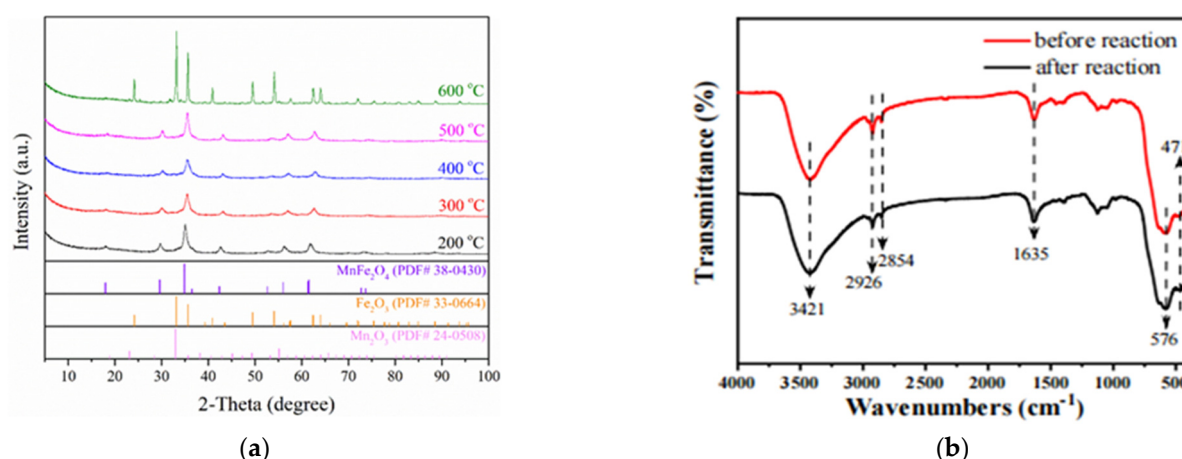 600 °C
500 °C
400 °C
300 °C
200 °C
MnFe₂O₄ (PDF# 38-0430)
Fe₂O₃ (PDF# 33-0664)
Mn₂O₃ (PDF# 24-0508)
Intensity (a.u.)
10 20 30 40 50 60 70 80 90 100
2-Theta (degree)
(a)
before reaction
after reaction
47
Transmittance (%)
3421
2926
2854
1635
576
4000 3500 3000 2500 2000 1500 1000 500
Wavenumbers (cm⁻¹)
(b)